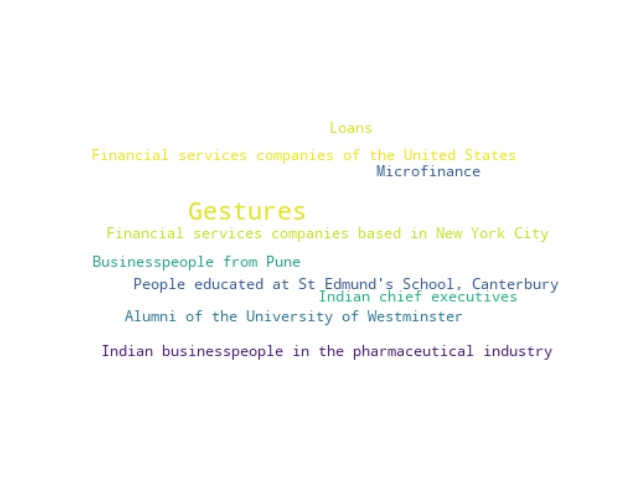 Loans
Financial services companies of the United States
Microfinance
Gestures
Financial services companies based in New York City
Businesspeople from Pune
People educated at St Edmund's School, Canterbury
Indian chief executives
Alumni of the University of Westminster
Indian businesspeople in the pharmaceutical industry